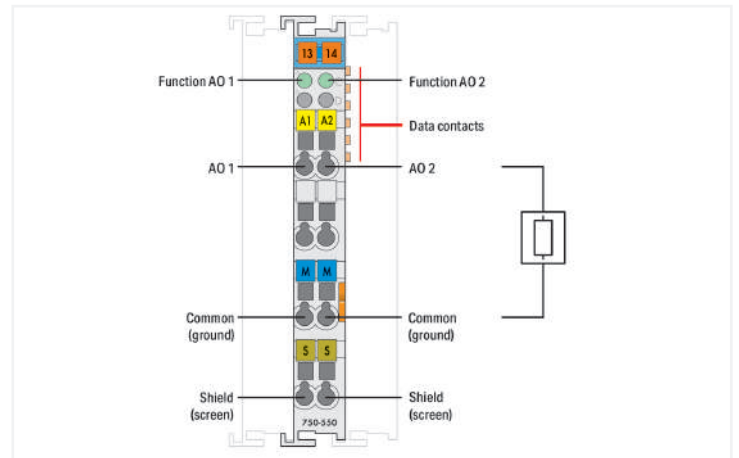 13 14
Function AO 1
Function AO 2
A1 A2
Data contacts
AO 1
AO 2
M M
Common
(ground)
Common
(ground)
S S
Shield
(screen)
Shield
(screen)
750-550